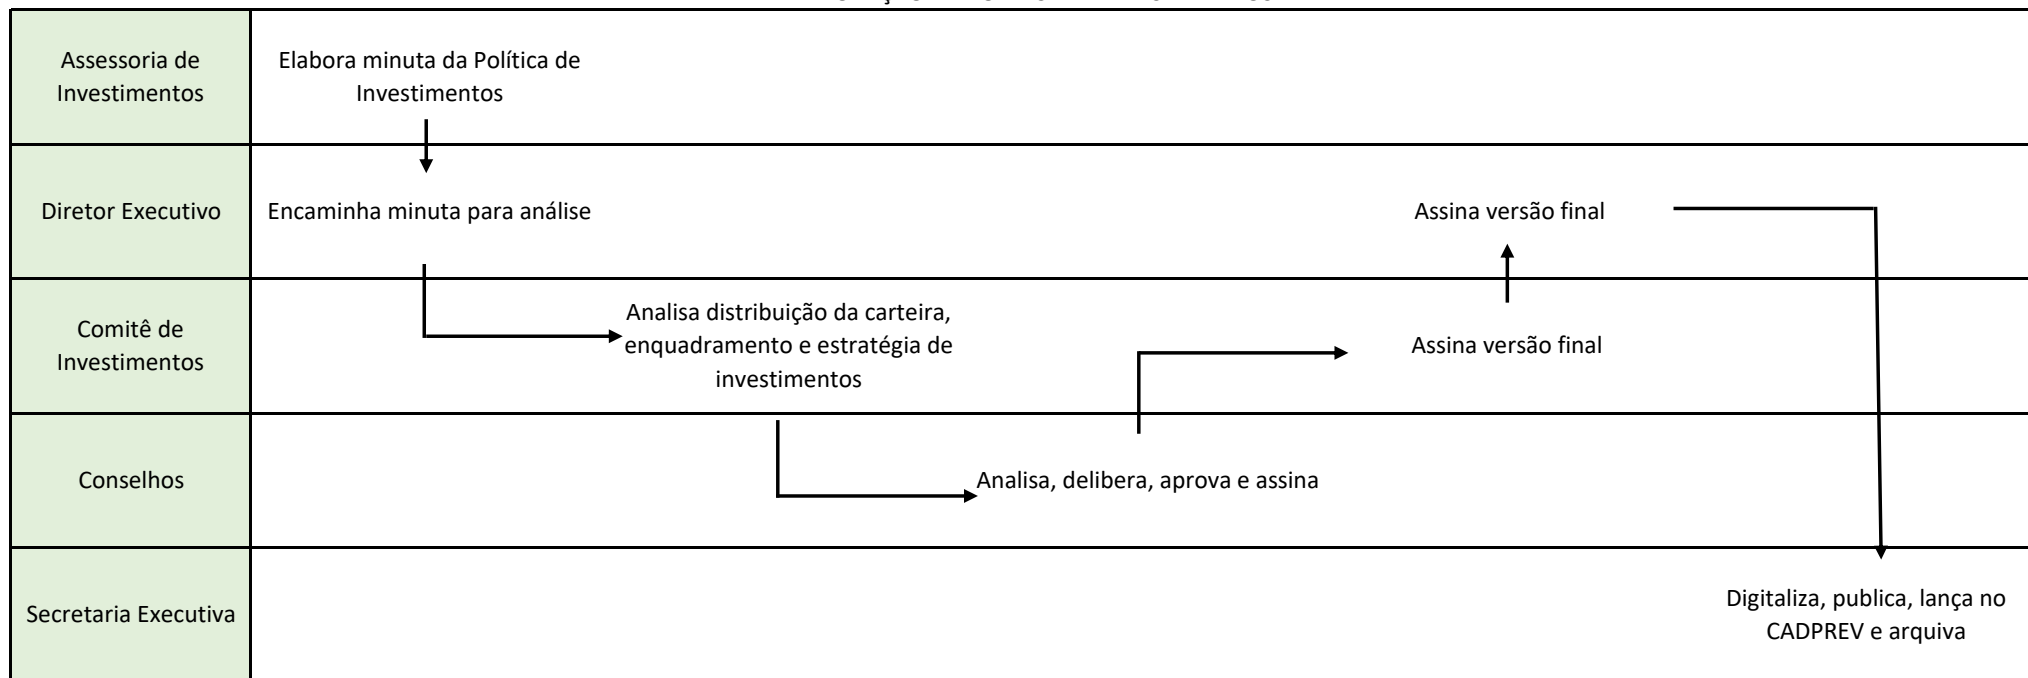 Assessoria de
Investimentos
Elabora minuta da Política de
Investimentos
Diretor Executivo
Encaminha minuta para análise
Assina versão final
Comitê de
Investimentos
Analisa distribuição da carteira,
enquadramento e estratégia de
investimentos
Assina versão final
Conselhos
Analisa, delibera, aprova e assina
Secretaria Executiva
Digitaliza, publica, lança no
CADPREV e arquiva